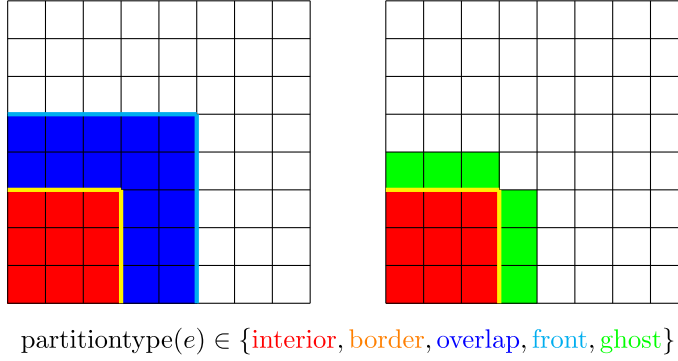 partitiontype(e) ∈ {interior, border, overlap, front, ghost}